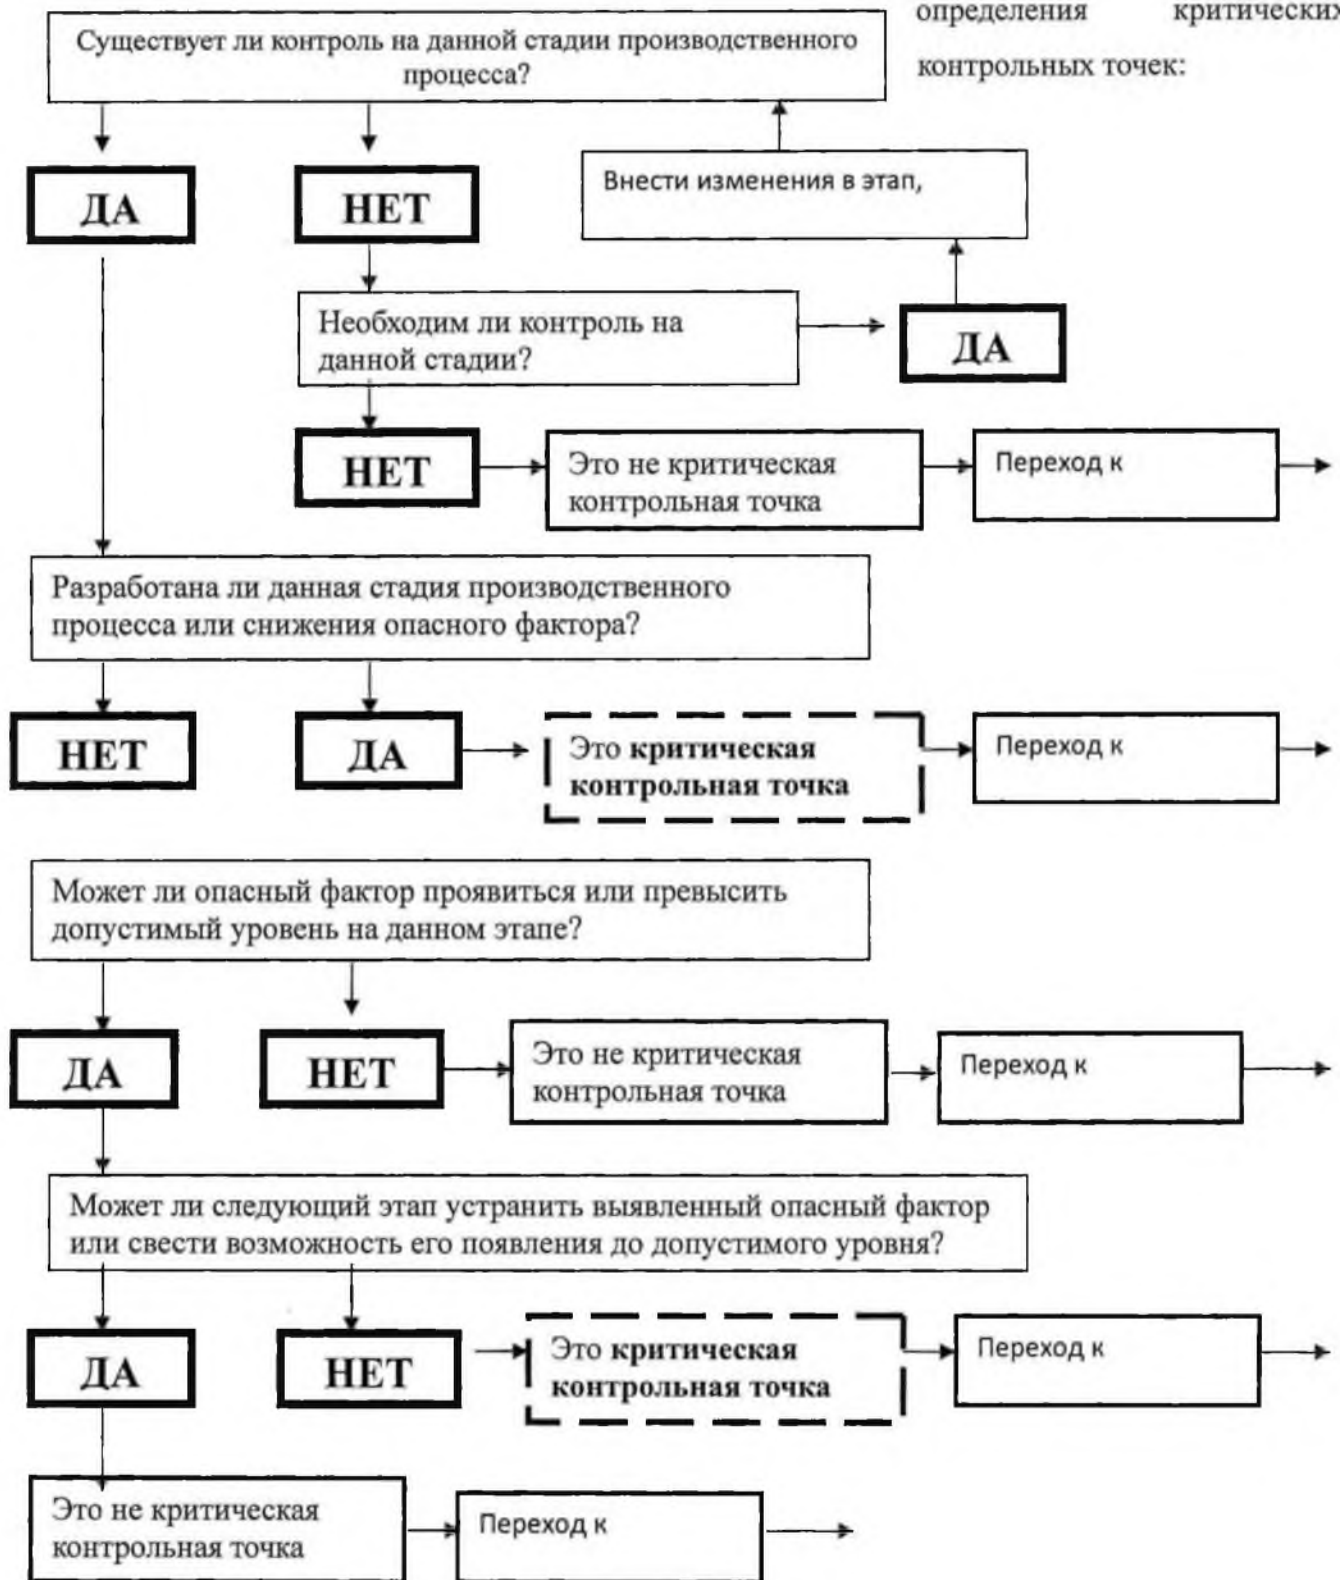 определения критических
контрольных точек:
Существует ли контроль на данной стадии производственного
процесса?
ДА
НЕТ
Внести изменения в этап,
Необходим ли контроль на
данной стадии?
ДА
НЕТ
Это не критическая
контрольная точка
Переход к
Разработана ли данная стадия производственного
процесса или снижения опасного фактора?
НЕТ
ДА
Это критическая
контрольная точка
Переход к
Может ли опасный фактор проявиться или превысить
допустимый уровень на данном этапе?
ДА
НЕТ
Это не критическая
контрольная точка
Переход к
Может ли следующий этап устранить выявленный опасный фактор
или свести возможность его появления до допустимого уровня?
ДА
НЕТ
Это критическая
контрольная точка
Переход к
Это не критическая
контрольная точка
Переход к